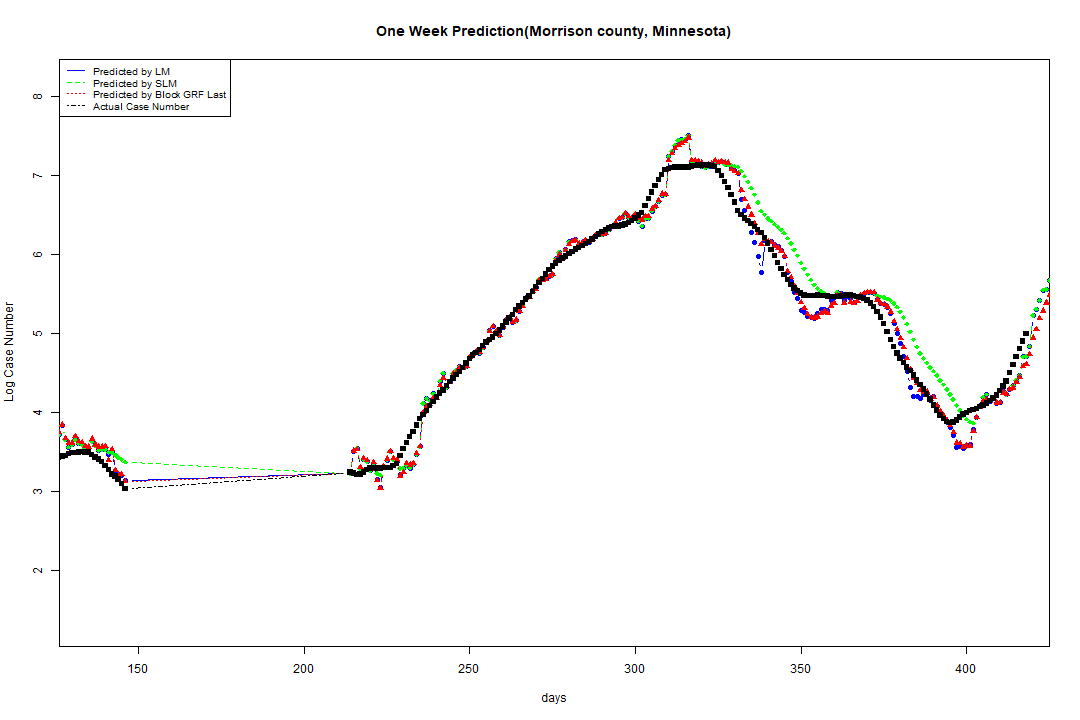 One Week Prediction(Morrison county, Minnesota)
Predicted by LM
Predicted by SLM
Predicted by Block GRF Last
Actual Case Number
Log Case Number
8
7
6
5
4
3
2
150 200 250 300 350 400
days